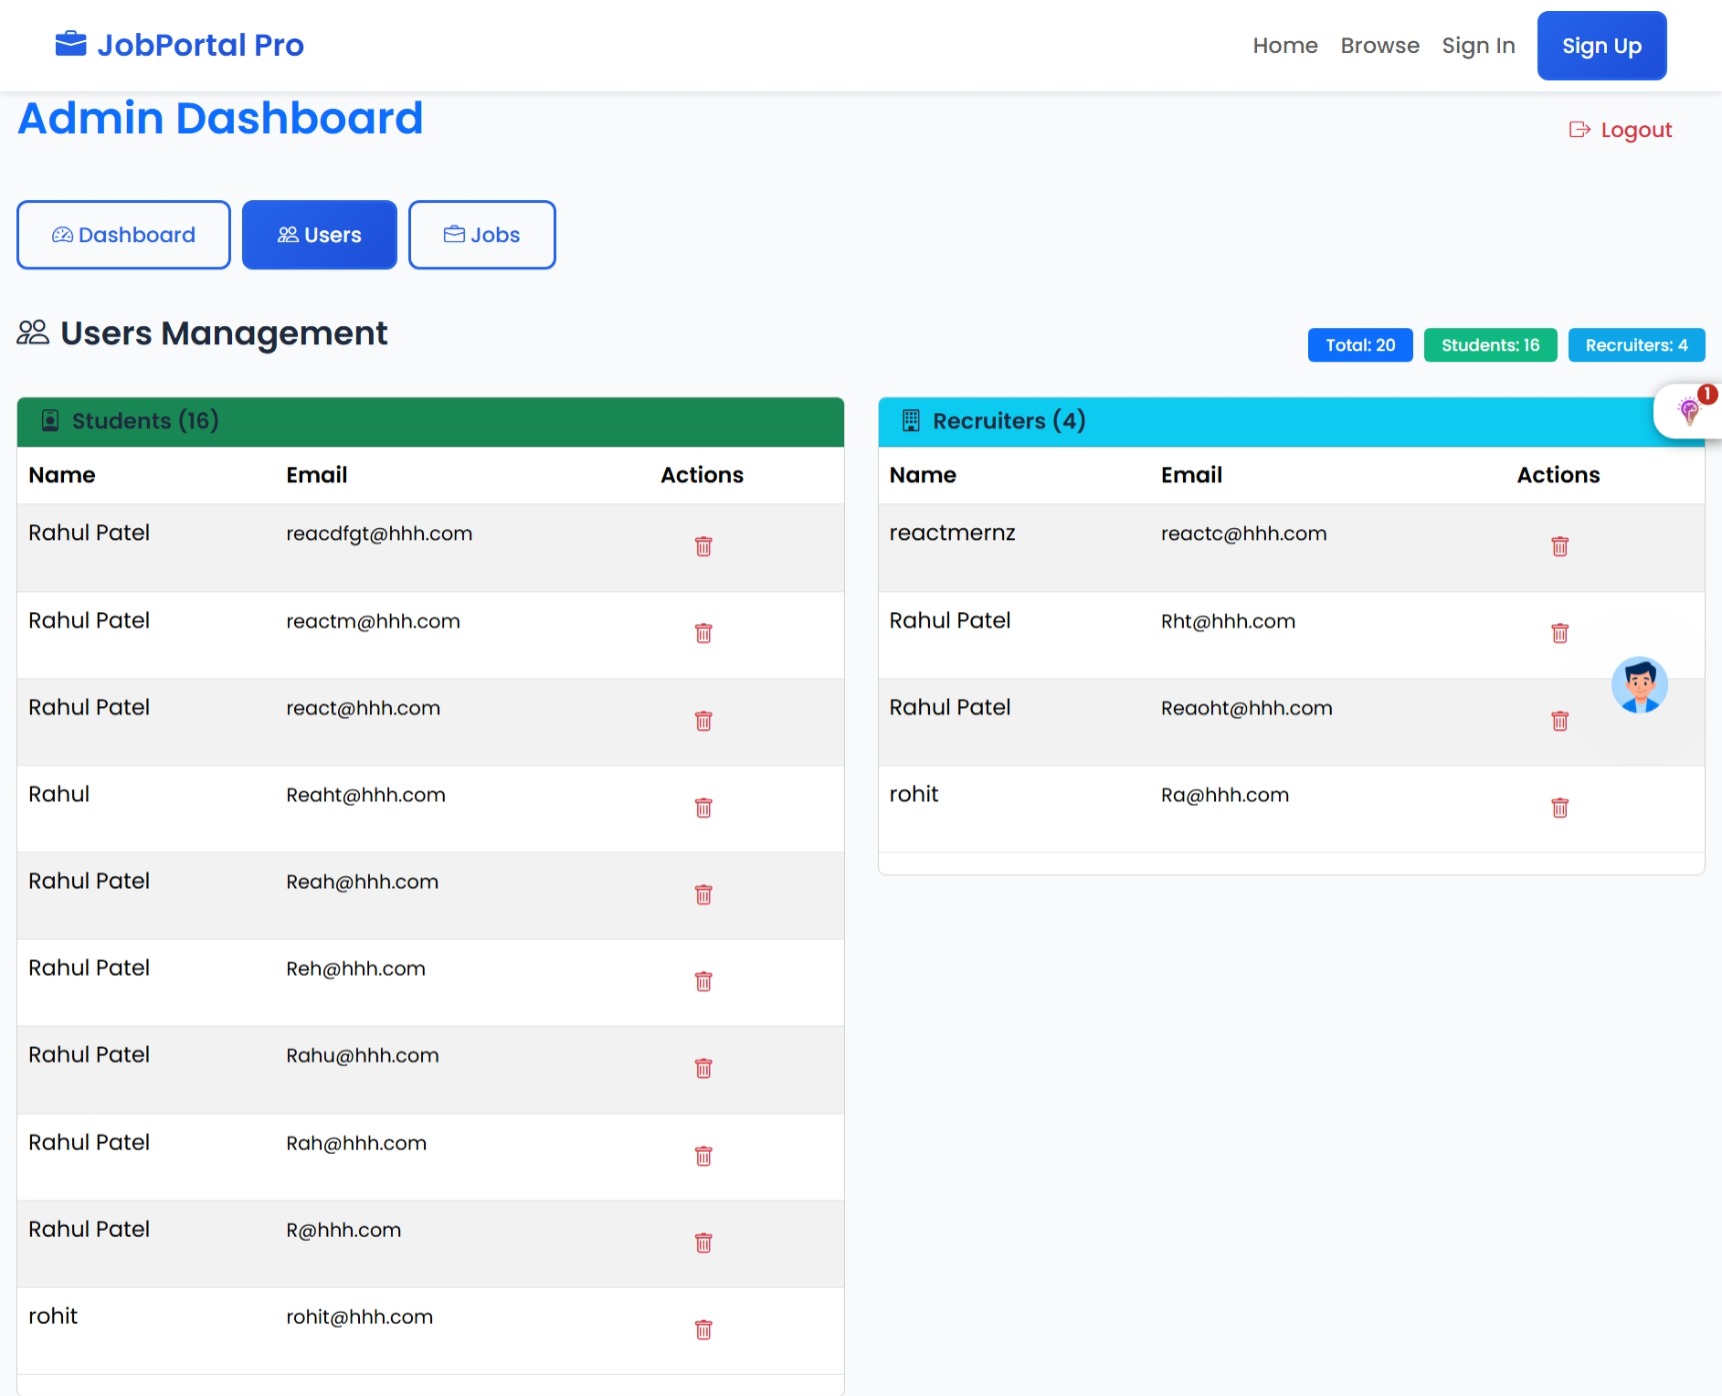 JobPortal Pro
Home Browse Sign In Sign Up
Admin Dashboard
Logout
Dashboard Users Jobs
Users Management
Total: 20 Students: 16 Recruiters: 4
1
Students (16)
Name Email Actions
Rahul Patel reacdfgt@hhh.com
Rahul Patel reactm@hhh.com
Rahul Patel react@hhh.com
Rahul Reaht@hhh.com
Rahul Patel Reah@hhh.com
Rahul Patel Reh@hhh.com
Rahul Patel Rahu@hhh.com
Rahul Patel Rah@hhh.com
Rahul Patel R@hhh.com
rohit rohit@hhh.com
Recruiters (4)
Name Email Actions
reactmernz reactc@hhh.com
Rahul Patel Rht@hhh.com
Rahul Patel Reaoht@hhh.com
rohit Ra@hhh.com